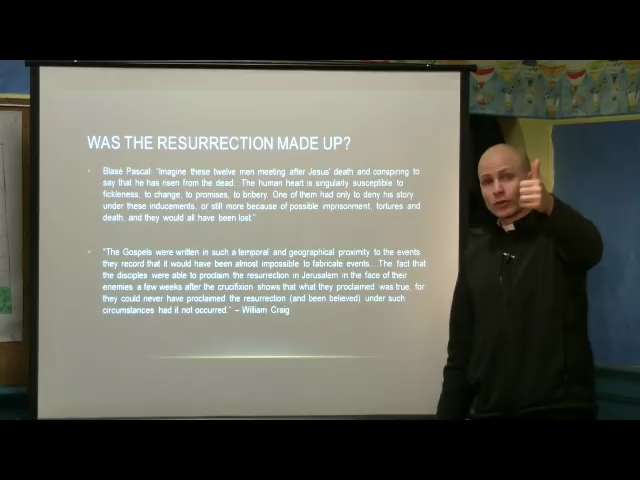 WAS THE RESURRECTION MADE UP?
Blasé Pascal: "Imagine these twelve men meeting after Jesus' death and conspiring to
say that he has risen from the dead...The human heart is singularly susceptible to
fickleness, to change, to promises, to bribery. One of them had only to deny his story
under these inducements, or still more because of possible imprisonment, tortures and
death, and they would all have been lost."
"The Gospels were written in such a temporal and geographical proximity to the events
they record that it would have been almost impossible to fabricate events....The fact that
the disciples were able to proclaim the resurrection in Jerusalem in the face of their
enemies a few weeks after the crucifixion shows that what they proclaimed was true, for
they could never have proclaimed the resurrection (and been believed) under such
circumstances had it not occurred." – William Craig